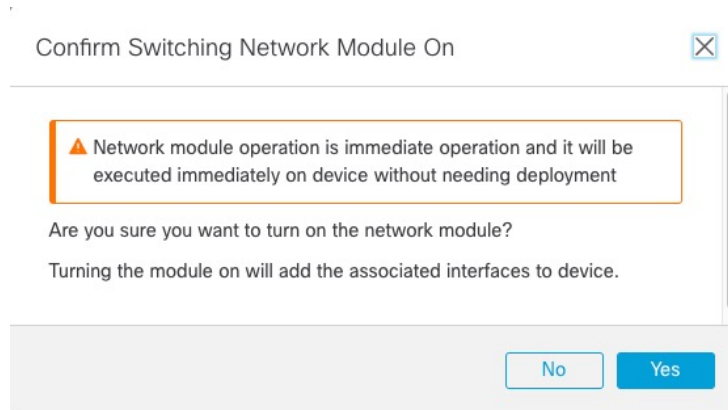 Confirm Switching Network Module On
Network module operation is immediate operation and it will be
executed immediately on device without needing deployment
Are you sure you want to turn on the network module?
Turning the module on will add the associated interfaces to device.
No
Yes